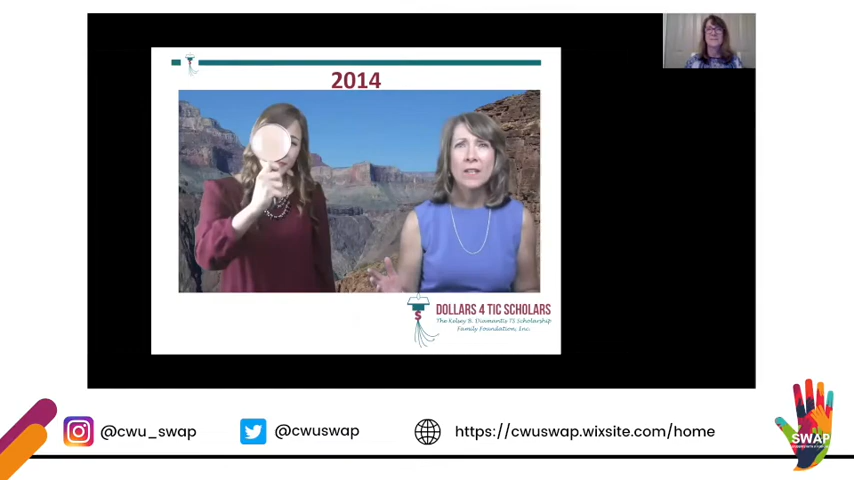 2014
$
DOLLARS 4 TIC SCHOLARS
The Kelsey B. Diamantis TS Scholarship
Family Foundation, Inc.
@cwu_swap
@cwuswap
https://cwuswap.wixsite.com/home
SWAP